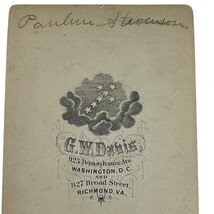 Pauline Stevenson.
G.W. Davis,
925 Pennsylvania Ave
WASHINGTON, D.C.
AND
827 Broad Street,
RICHMOND, VA.